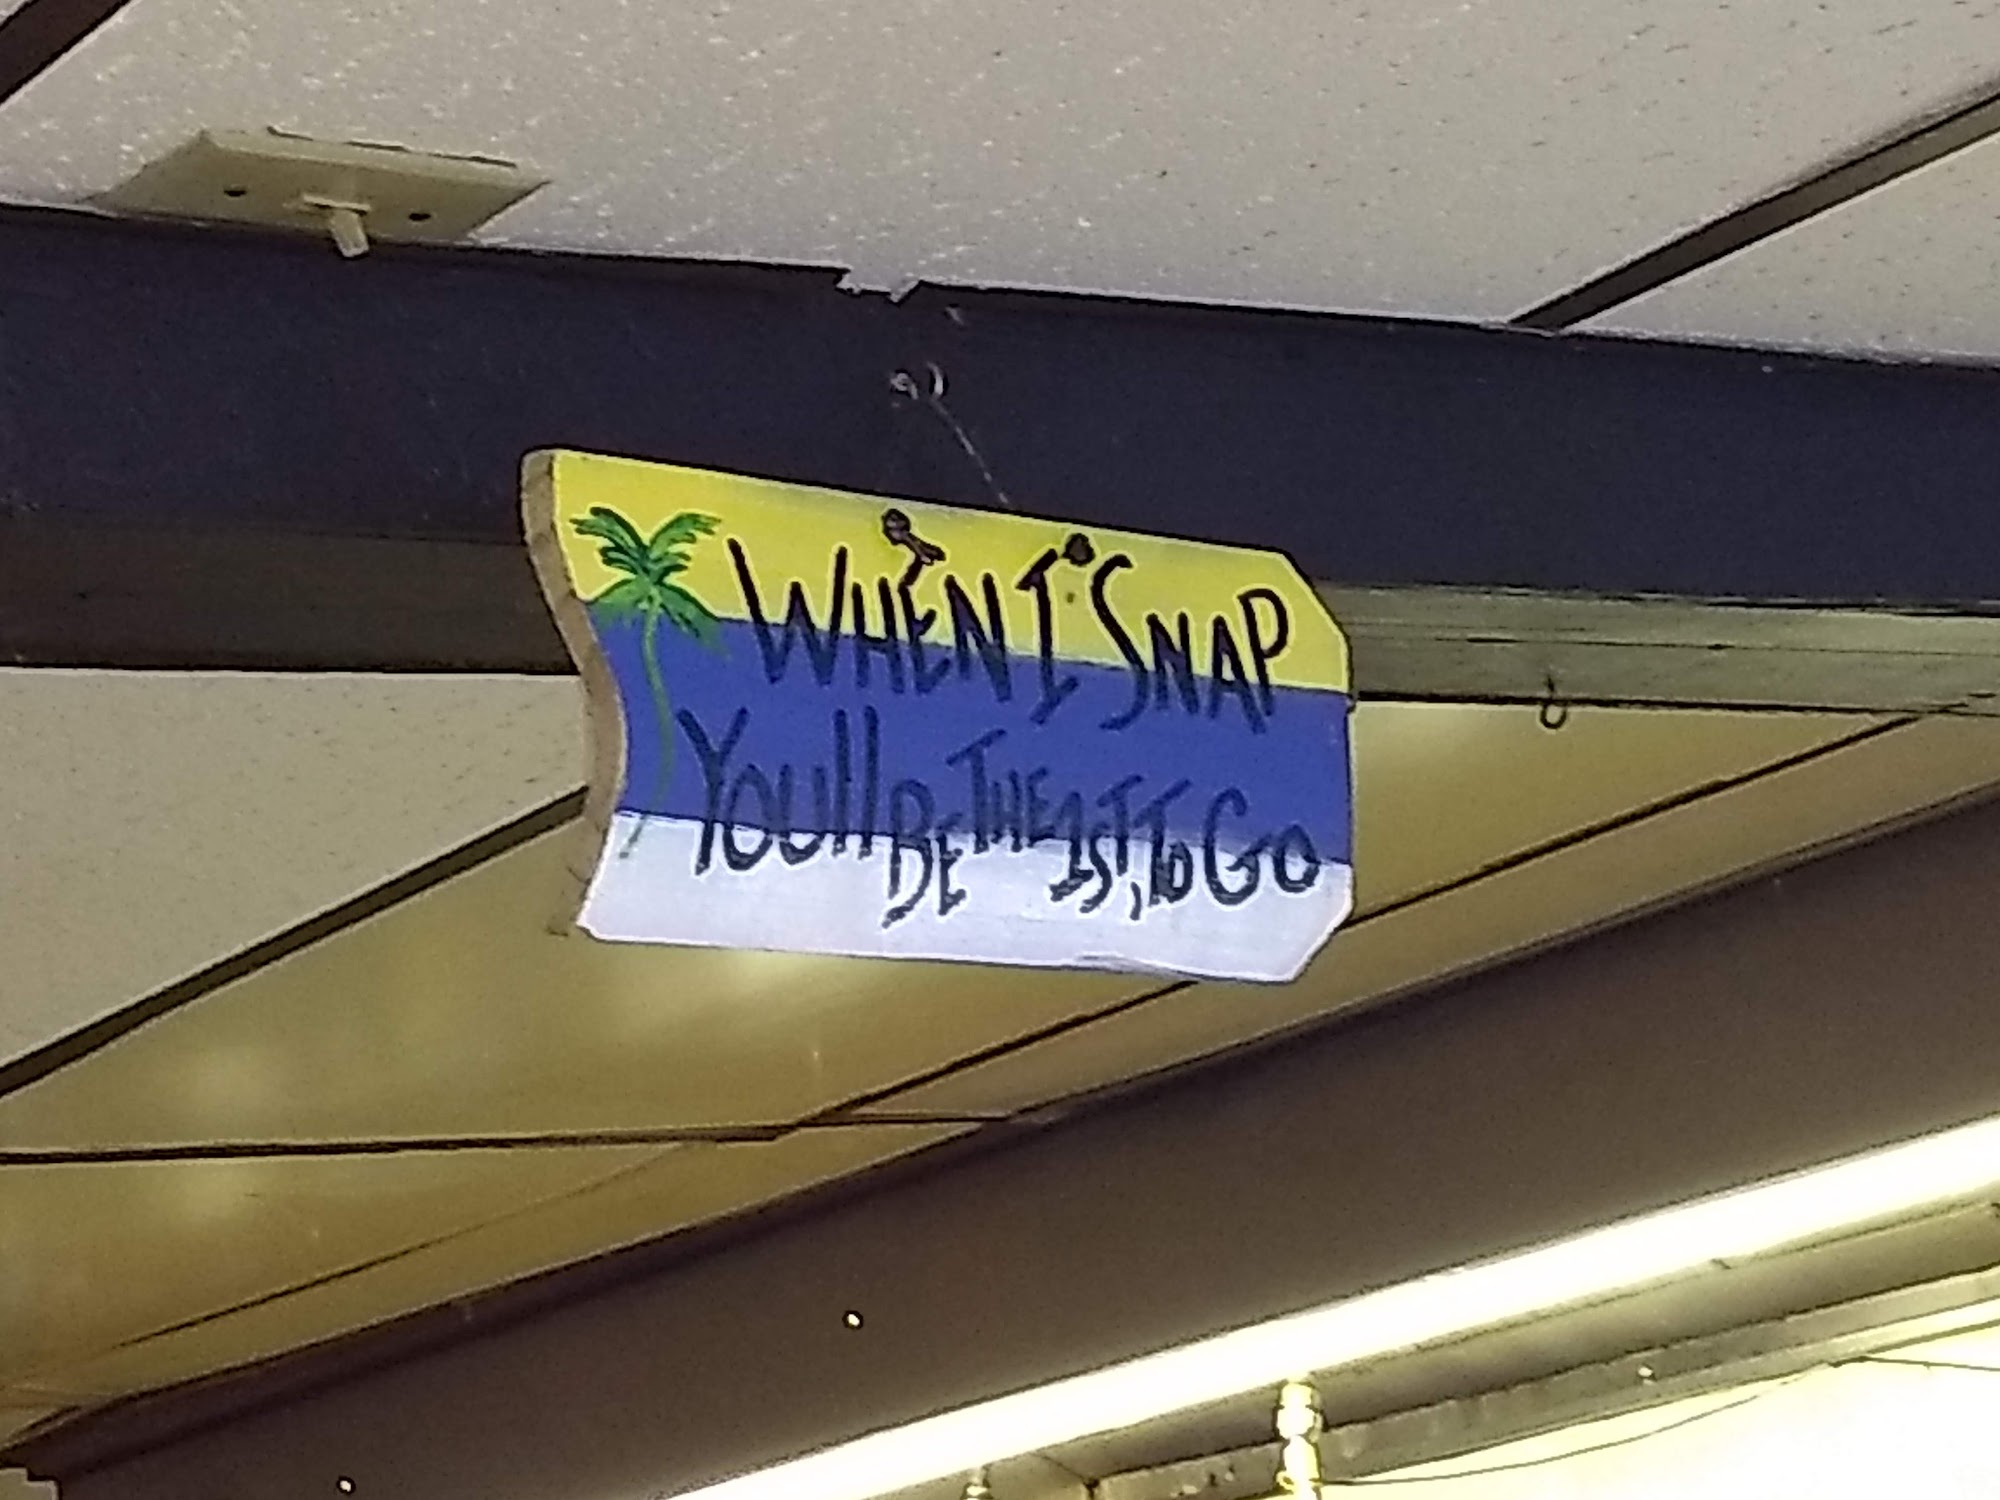 WHEN I SNAP
YOU'll BE THE 1ST, TO GO